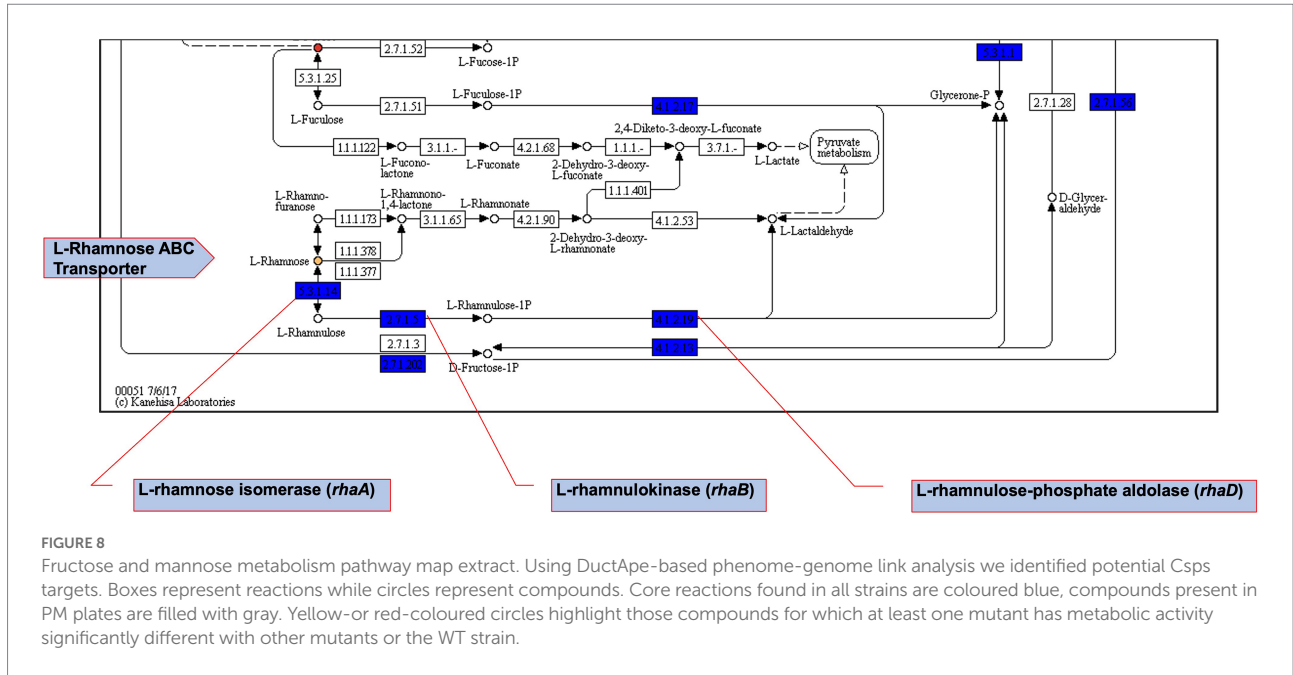 2.7.1.52
5.3.1.1
L-Fucose-1P
5.3.1.25
L-Fuculose-1P
Glycerone-P
2.7.1.51
4.1.2.17
2.7.1.28
2.7.1.56
L-Fuculose
2,4-Diketo-3-deoxy-L-fuconate
1.1.1.122
3.1.1.-
4.2.1.68
1.1.1.-
3.7.1.-
Pyruvate
metabolism
L-Fucono-
lactone
L-Fuconate
2-Dehydro-3-deoxy-
L-fuconate
L-Lactate
1.1.1.401
L-Rhamno-
furanose
L-Rhamnono-
1,4-lactone
L-Rhamnonate
D-Glycer-
aldehyde
1.1.1.173
3.1.1.65
4.2.1.90
4.1.2.53
2-Dehydro-3-deoxy-
L-rhamnonate
L-Lactaldehyde
L-Rhamnose ABC
Transporter
L-Rhamnose
1.1.1.378
1.1.1.377
5.3.1.14
L-Rhamnulose-1P
2.7.1.5
4.1.2.19
L-Rhamnulose
2.7.1.3
4.1.2.13
2.7.1.202
D-Fructose-1P
00051 7/6/17
(c) Kanehisa Laboratories
L-rhamnose isomerase (rhaA)
L-rhamnulokinase (rhaB)
L-rhamnulose-phosphate aldolase (rhaD)
FIGURE 8
Fructose and mannose metabolism pathway map extract. Using DuctApe-based phenome-genome link analysis we identified potential Csps
targets. Boxes represent reactions while circles represent compounds. Core reactions found in all strains are coloured blue, compounds present in
PM plates are filled with gray. Yellow-or red-coloured circles highlight those compounds for which at least one mutant has metabolic activity
significantly different with other mutants or the WT strain.